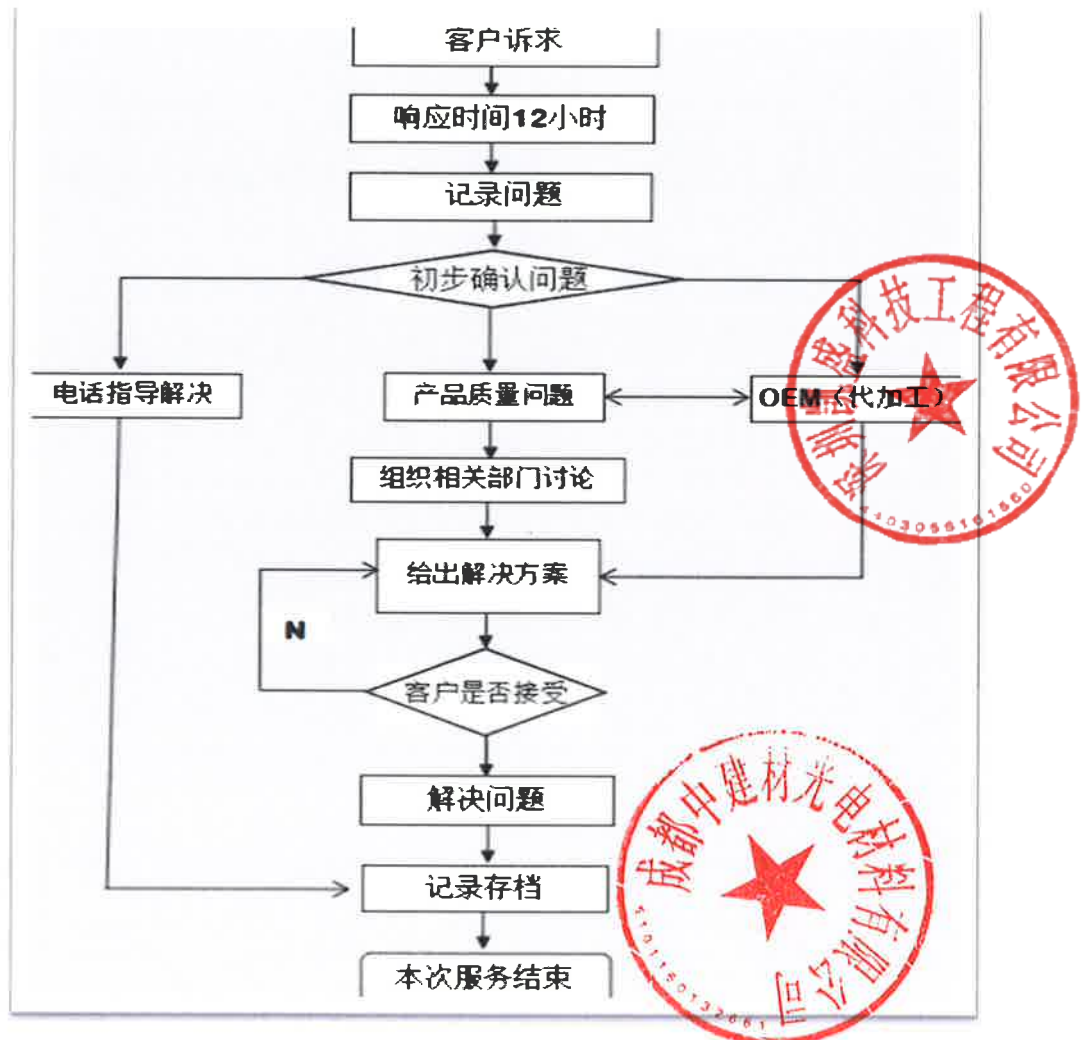 客户诉求
响应时间12小时
记录问题
初步确认问题
电话指导解决
产品质量问题
OEM（代加工）
组织相关部门讨论
给出解决方案
N
客户是否接受
解决问题
记录存档
本次服务结束
科技工程有限公司
成都中建材光电材料有限公司